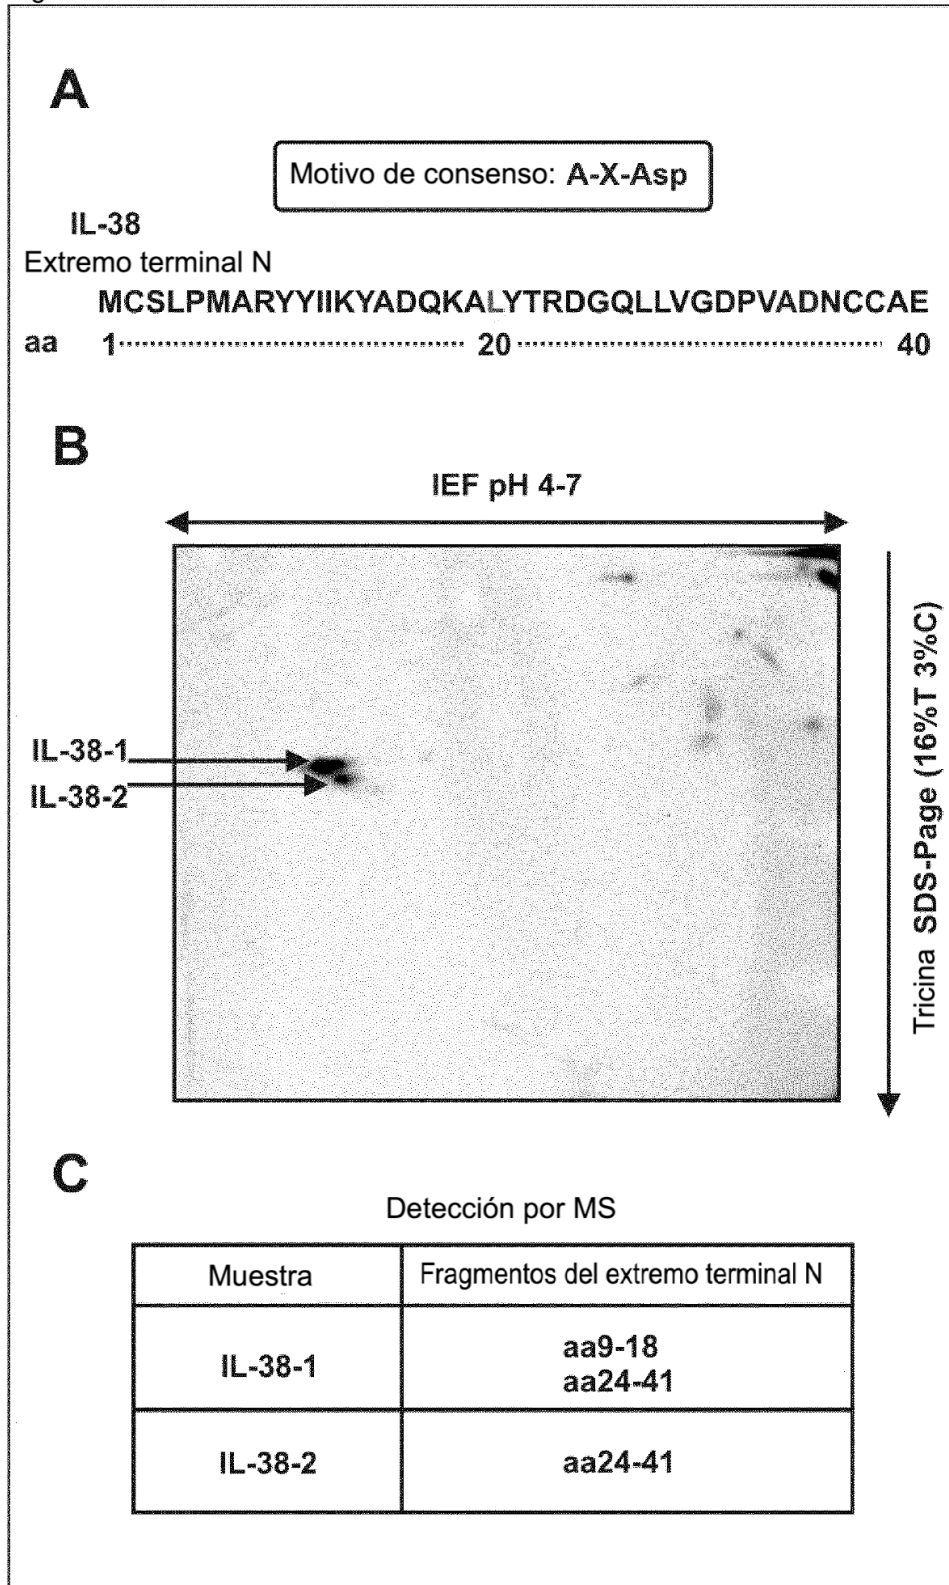 A
Motivo de consenso: A-X-Asp
IL-38
Extremo terminal N
MCSLPMARYYIIKYADQKALYTRDGQLLVGDPVADNCCAE
aa 1 20 40
B
IEF pH 4-7
IL-38-1
IL-38-2
Tricina SDS-Page (16%T 3%C)
C
Detección por MS
Muestra Fragmentos del extremo terminal N
IL-38-1 aa9-18
aa24-41
IL-38-2 aa24-41